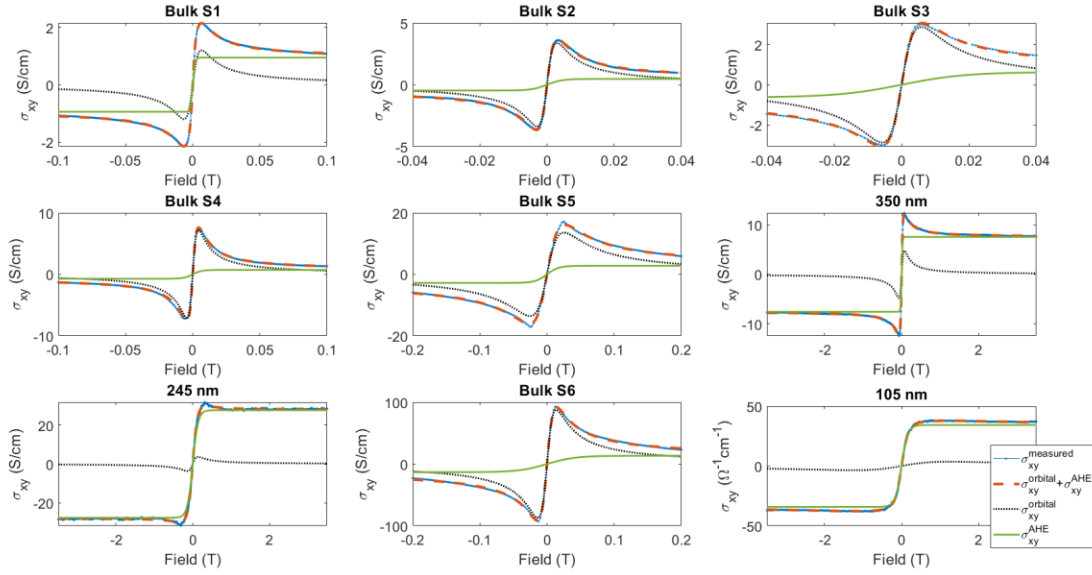 Bulk S1
2
0
-2
σxy (S/cm)
-0.1 -0.05 0 0.05 0.1
Field (T)
Bulk S2
5
0
-5
σxy (S/cm)
-0.04 -0.02 0 0.02 0.04
Field (T)
Bulk S3
2
0
-2
σxy (S/cm)
-0.04 -0.02 0 0.02 0.04
Field (T)
Bulk S4
10
0
-10
σxy (S/cm)
-0.1 -0.05 0 0.05 0.1
Field (T)
Bulk S5
20
0
-20
σxy (S/cm)
-0.2 -0.1 0 0.1 0.2
Field (T)
350 nm
10
0
-10
σxy (S/cm)
-2 0 2
Field (T)
245 nm
20
0
-20
σxy (S/cm)
-2 0 2
Field (T)
Bulk S6
100
0
-100
σxy (S/cm)
-0.2 -0.1 0 0.1 0.2
Field (T)
105 nm
50
0
-50
σxy (Ω-1cm-1)
-2 0 2
Field (T)
σxy measured
σxy orbital+σxy AHE
σxy orbital
σxy AHE